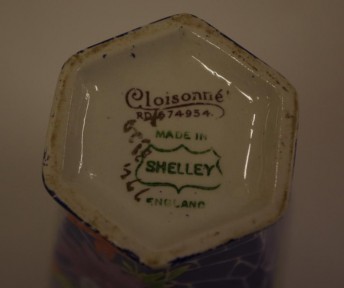 Cloisonné
RD 674954.
MADE IN
SHELLEY
ENGLAND